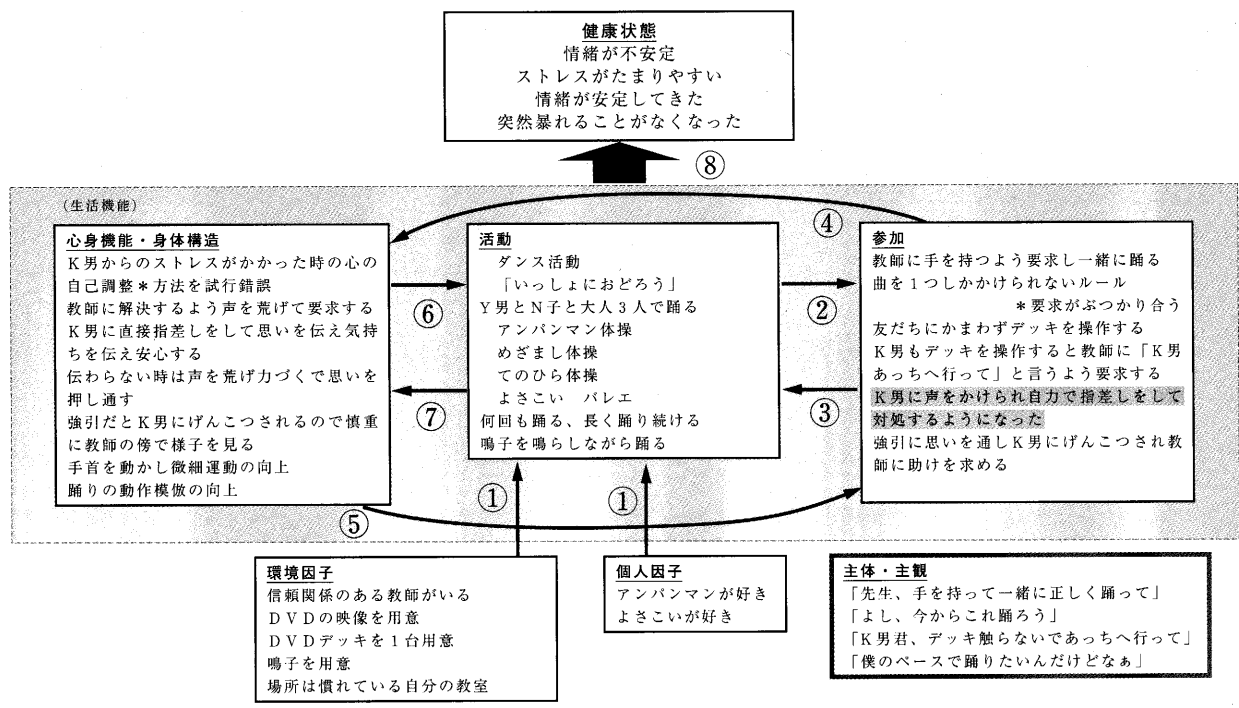 健康状態
情緒が不安定
ストレスがたまりやすい
情緒が安定してきた
突然暴れることがなくなった
⑧
(生活機能)
④
心身機能・身体構造
K男からのストレスがかかった時の心の
自己調整＊方法を試行錯誤
教師に解決するよう声を荒げて要求する
K男に直接指差しをして思いを伝え気持
ちを伝え安心する
伝わらない時は声を荒げ力づくで思いを
押し通す
強引だとK男にげんこつされるので慎重
に教師の傍で様子を見る
手首を動かし微細運動の向上
踊りの動作模倣の向上
⑥
⑦
活動
ダンス活動
「いっしょにおどろう」
Y男とN子と大人3人で踊る
アンパンマン体操
めざまし体操
てのひら体操
よさこい　バレエ
何回も踊る、長く踊り続ける
鳴子を鳴らしながら踊る
②
③
参加
教師に手を持つよう要求し一緒に踊る
曲を1つしかかけられないルール
＊要求がぶつかり合う
友だちにかまわずデッキを操作する
K男もデッキを操作すると教師に「K男
あっちへ行って」と言うよう要求する
K男に声をかけられ自力で指差しをして
対処するようになった
強引に思いを通しK男にげんこつされ教
師に助けを求める
⑤
①
①
環境因子
信頼関係のある教師がいる
DVDの映像を用意
DVDデッキを1台用意
鳴子を用意
場所は慣れている自分の教室
個人因子
アンパンマンが好き
よさこいが好き
主体・主観
「先生、手を持って一緒に正しく踊って」
「よし、今からこれ踊ろう」
「K男君、デッキ触らないであっちへ行って」
「僕のペースで踊りたいんだけどなぁ」